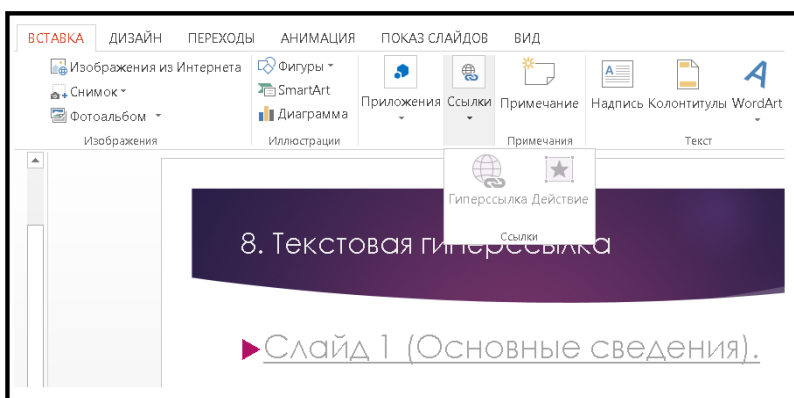 ВСТАВКА ДИЗАЙН ПЕРЕХОДЫ АНИМАЦИЯ ПОКАЗ СЛАЙДОВ ВИД
Изображения из Интернета
Снимок
Фотоальбом
Изображения
Фигуры
SmartArt
Диаграмма
Иллюстрации
Приложения
Ссылки
Примечание
Примечания
Надпись Колонтитулы WordArt
Текст
Гиперссылка Действие
Ссылки
8. Текстовая гиперссылка
Слайд 1 (Основные сведения).